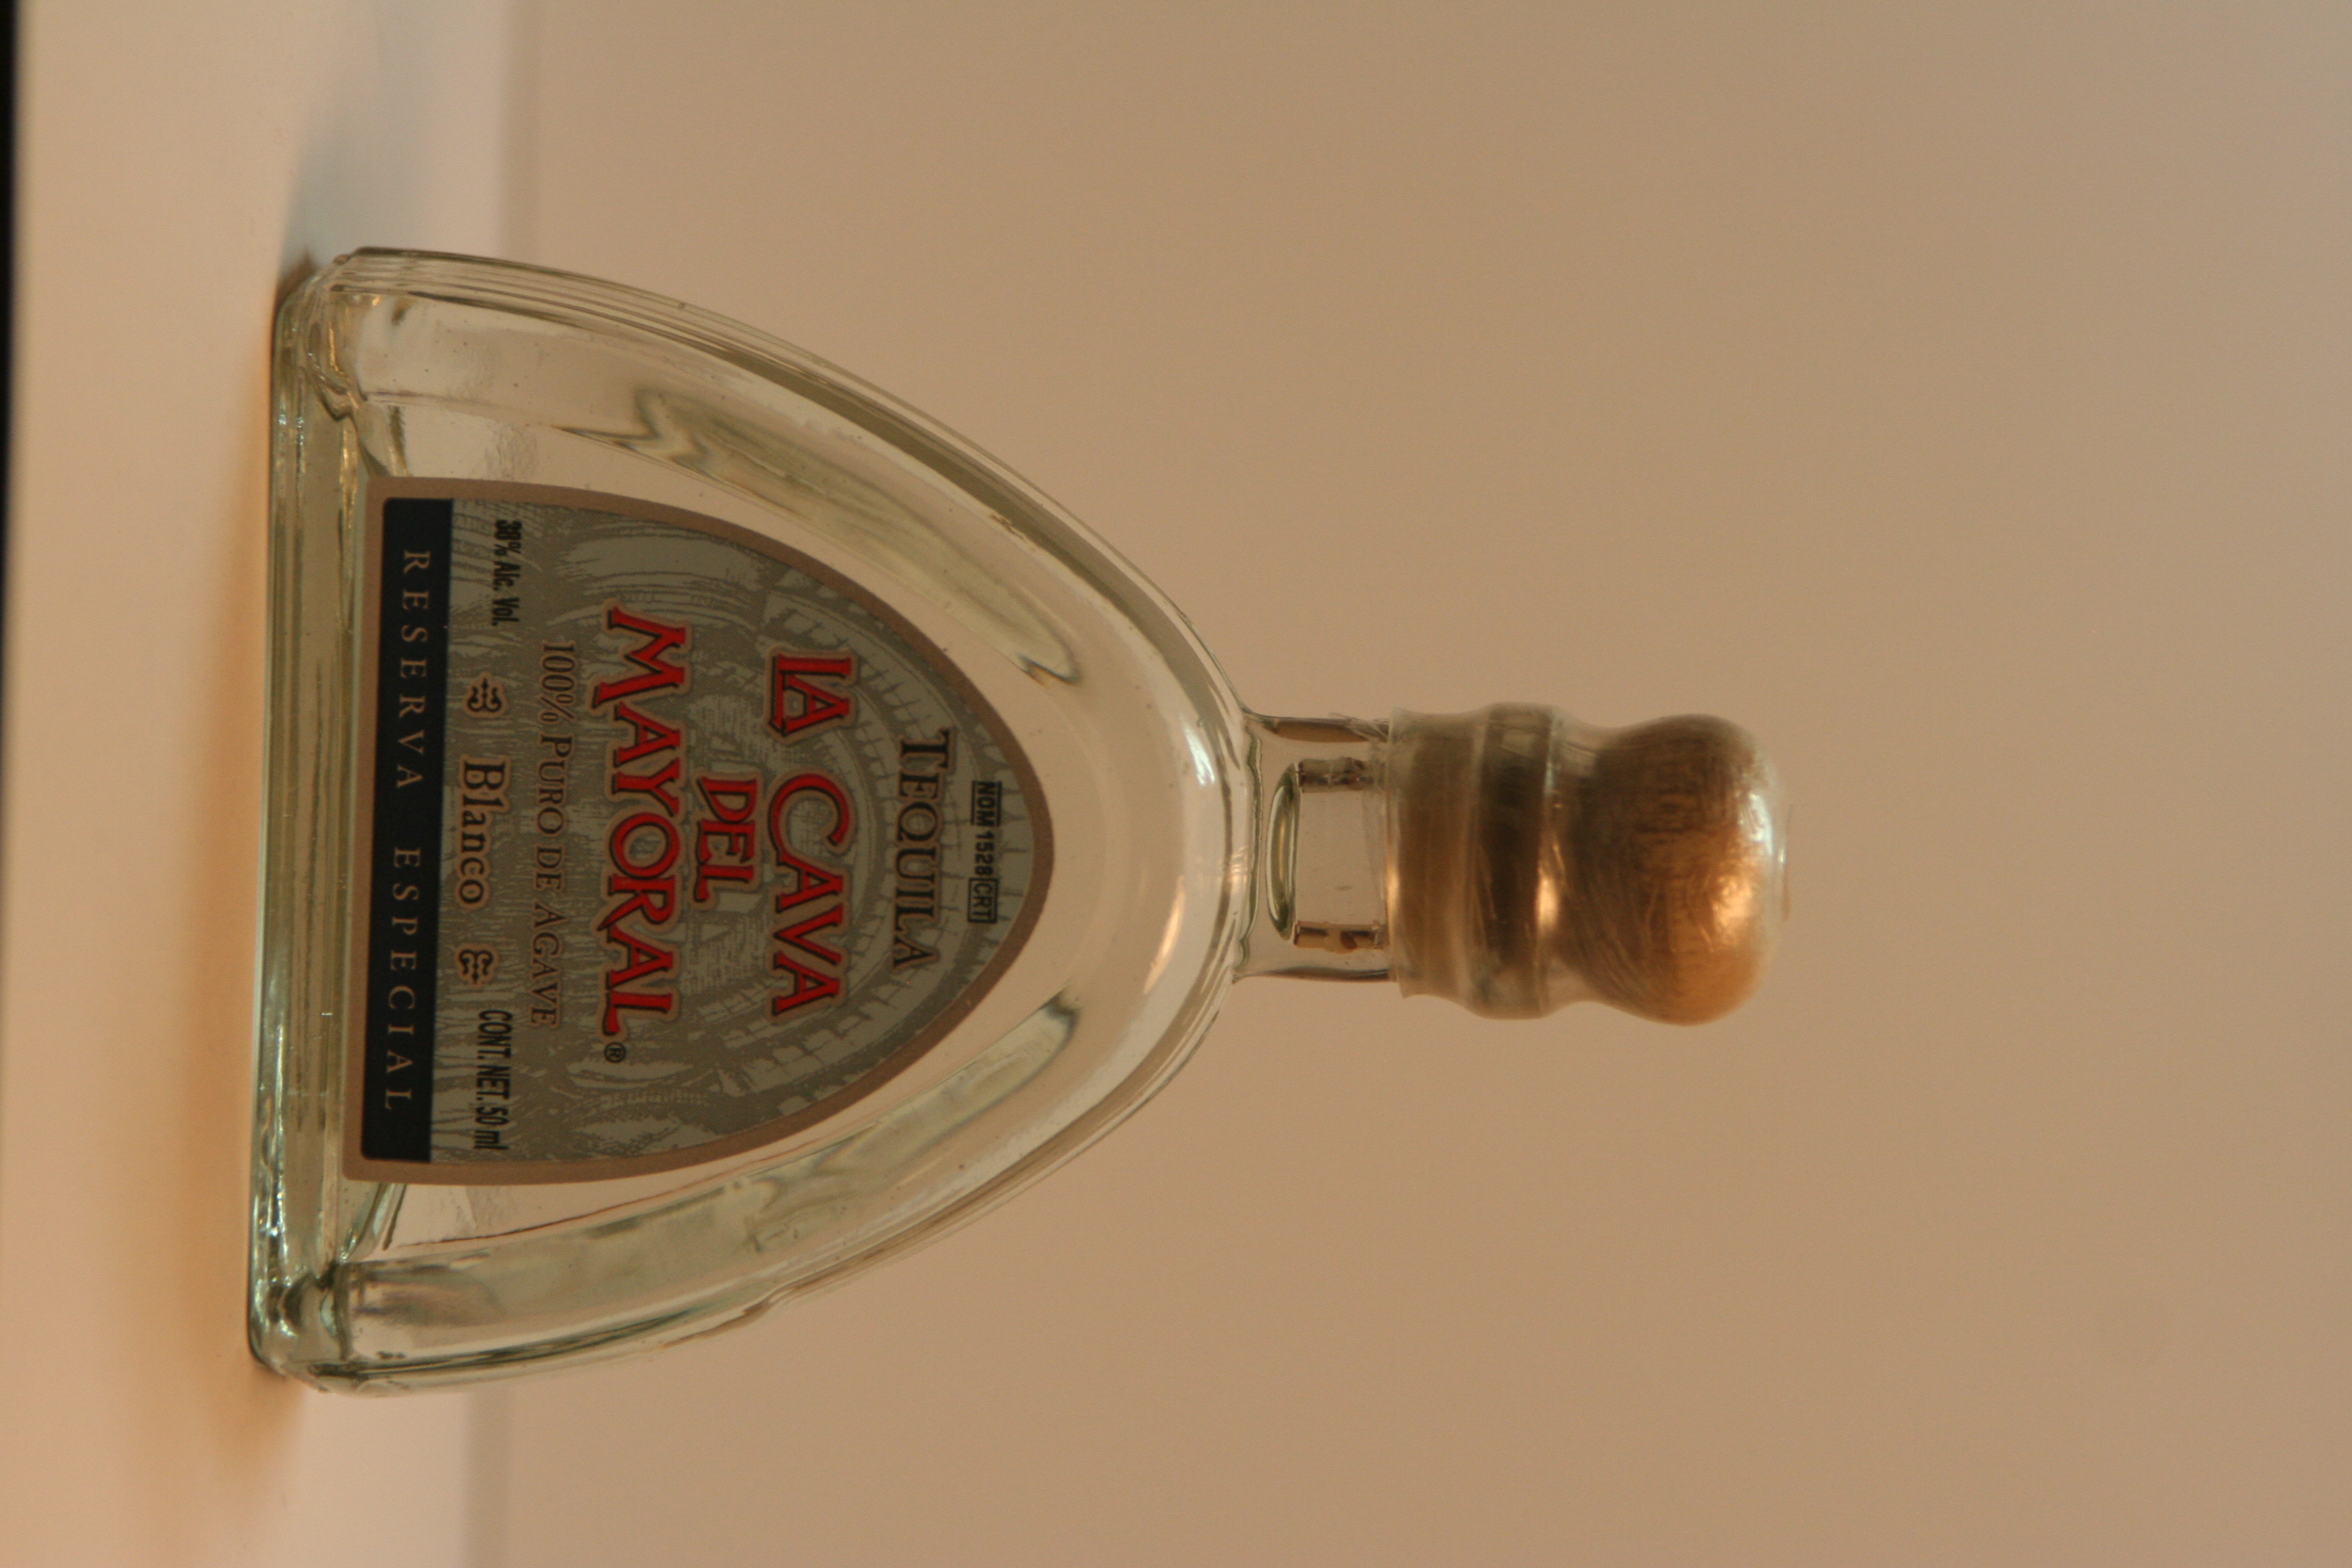 NOM 1528 CRT
TEQUILA
LA CAVA
DEL
MAYORAL®
100% PURO DE AGAVE
38% Alc. Vol. Blanco CONT. NET. 50 ml
RESERVA ESPECIAL